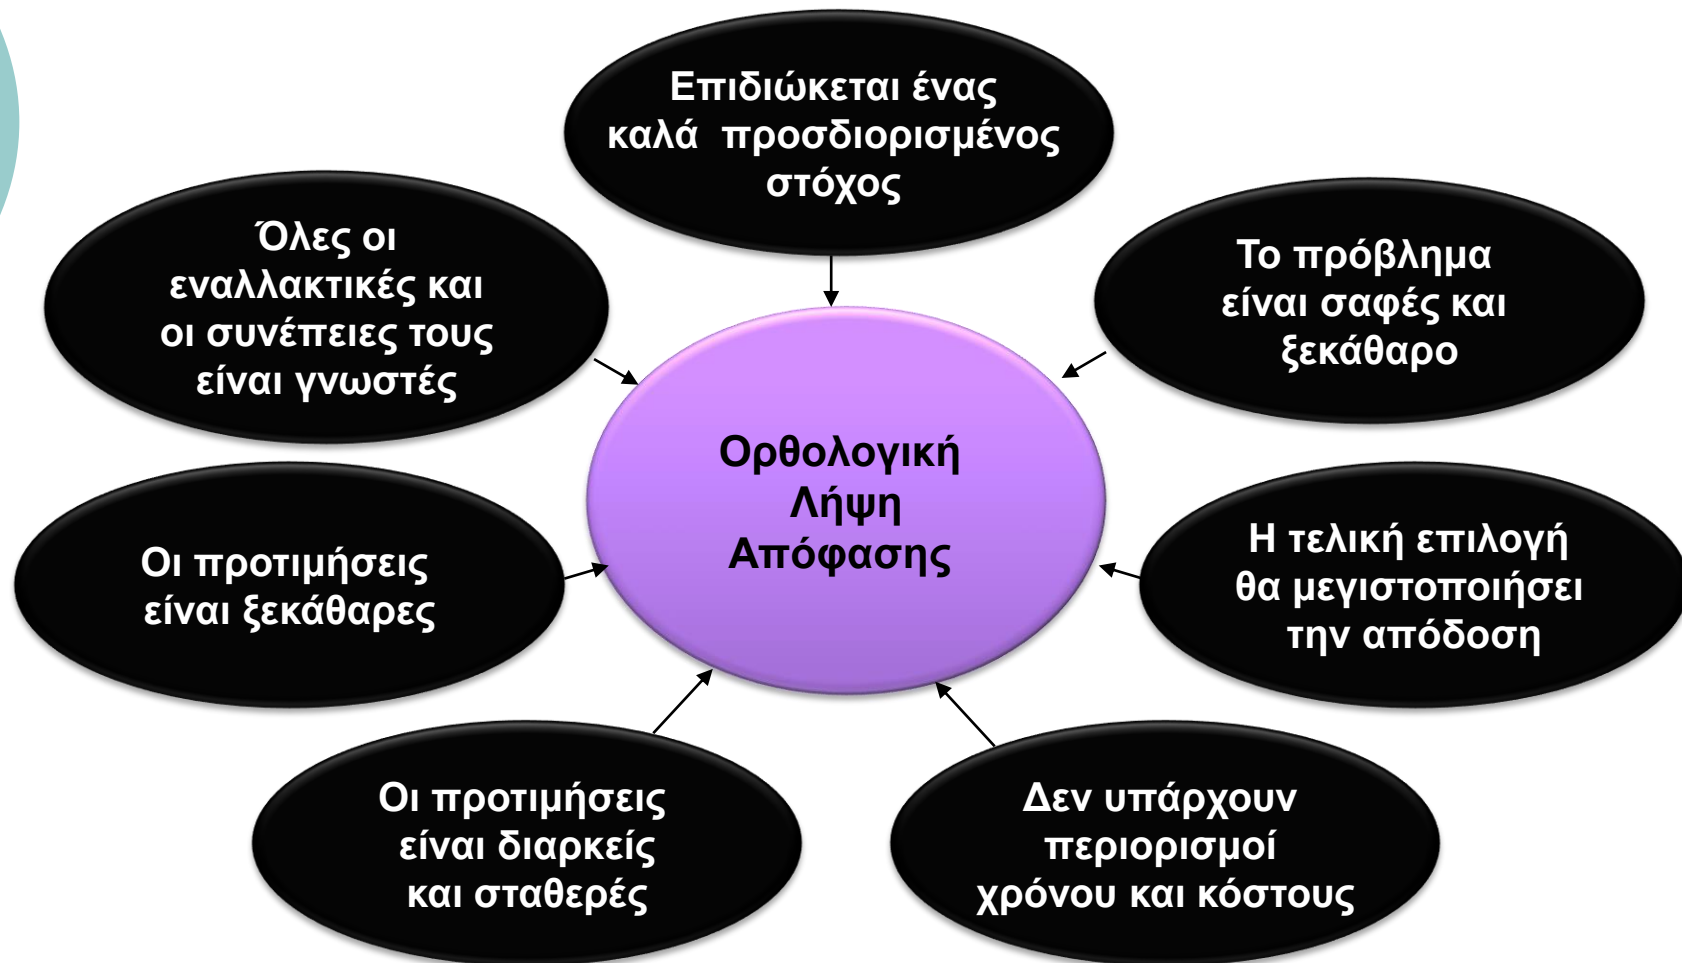 Επιδιώκεται ένας
καλά προσδιορισμένος
στόχος
Όλες οι
εναλλακτικές και
οι συνέπειες τους
είναι γνωστές
Το πρόβλημα
είναι σαφές και
ξεκάθαρο
Ορθολογική
Λήψη
Απόφασης
Οι προτιμήσεις
είναι ξεκάθαρες
Η τελική επιλογή
θα μεγιστοποιήσει
την απόδοση
Οι προτιμήσεις
είναι διαρκείς
και σταθερές
Δεν υπάρχουν
περιορισμοί
χρόνου και κόστους